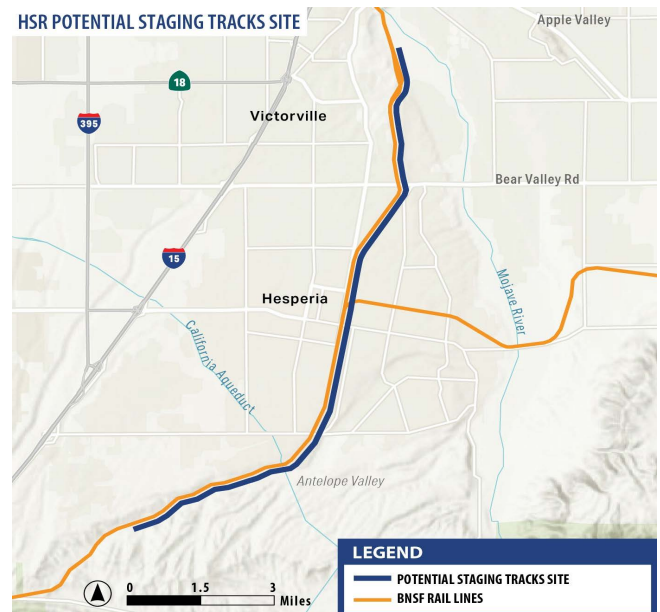 HSR POTENTIAL STAGING TRACKS SITE
Apple Valley
18
395
Victorville
Bear Valley Rd
15
Hesperia
Mojave River
California Aqueduct
Antelope Valley
LEGEND
POTENTIAL STAGING TRACKS SITE
BNSF RAIL LINES
0 1.5 3
Miles